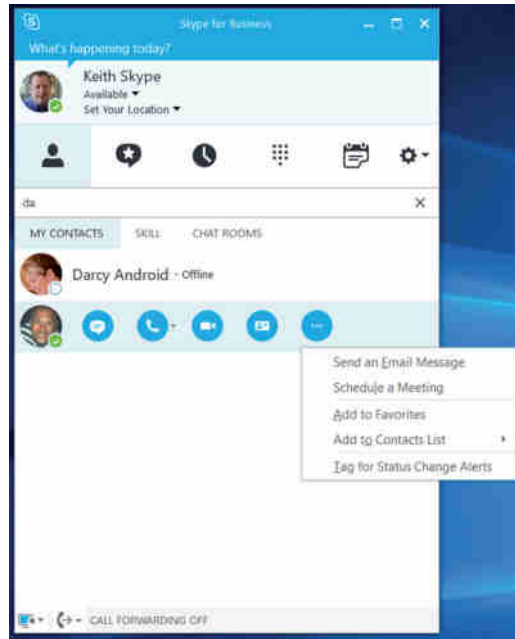 Skype for Business
What's happening today?
Keith Skype
Available
Set Your Location
da
MY CONTACTS SKILL CHAT ROOMS
Darcy Android - Offline
Send an Email Message
Schedule a Meeting
Add to Favorites
Add to Contacts List
Tag for Status Change Alerts
CALL FORWARDING OFF